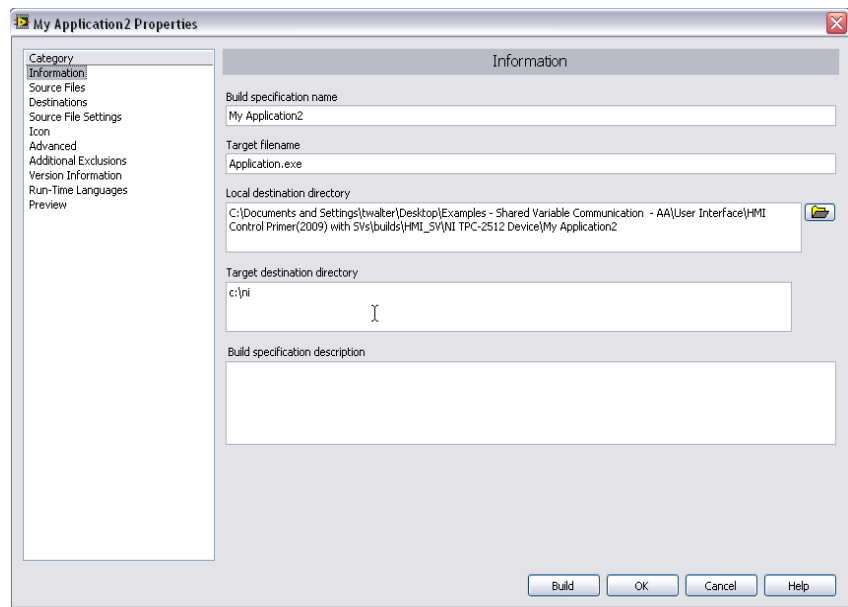 My Application2 Properties
Category
Information
Source Files
Destinations
Source File Settings
Icon
Advanced
Additional Exclusions
Version Information
Run-Time Languages
Preview
Information
Build specification name
My Application2
Target filename
Application.exe
Local destination directory
C:\Documents and Settings\twalter\Desktop\Examples - Shared Variable Communication - AA\User Interface\HMI
Control Primer(2009) with SVs\builds\HMI_SV\NI TPC-2512 Device\My Application2
Target destination directory
c:\ni
Build specification description
Build
OK
Cancel
Help